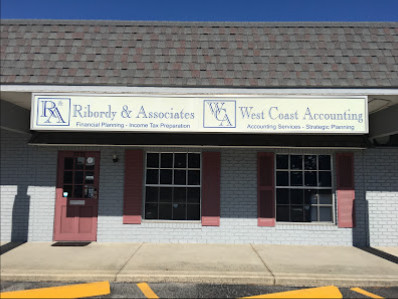 RA® Ribordy & Associates
Financial Planning - Income Tax Preparation
WCA West Coast Accounting
Accounting Services - Strategic Planning